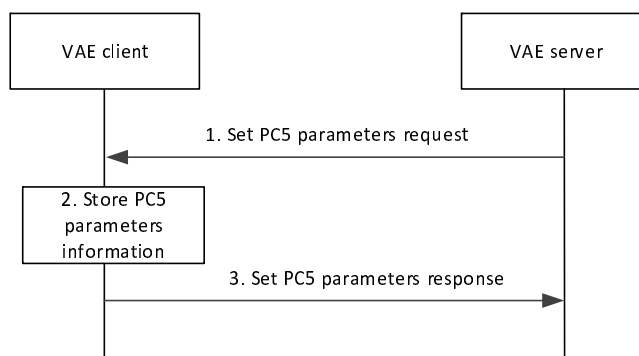 VAE client
VAE server
1. Set PC5 parameters request
2. Store PC5
parameters
information
3. Set PC5 parameters response